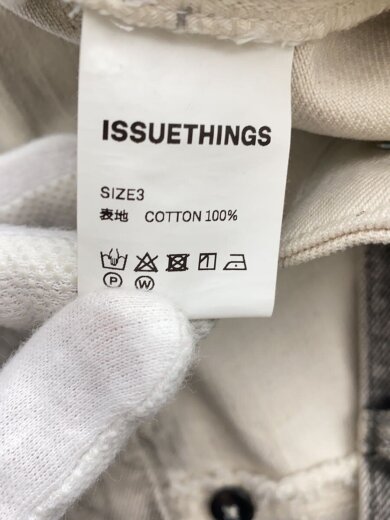 ISSUETHINGS
SIZE3
表地 COTTON 100%
P W